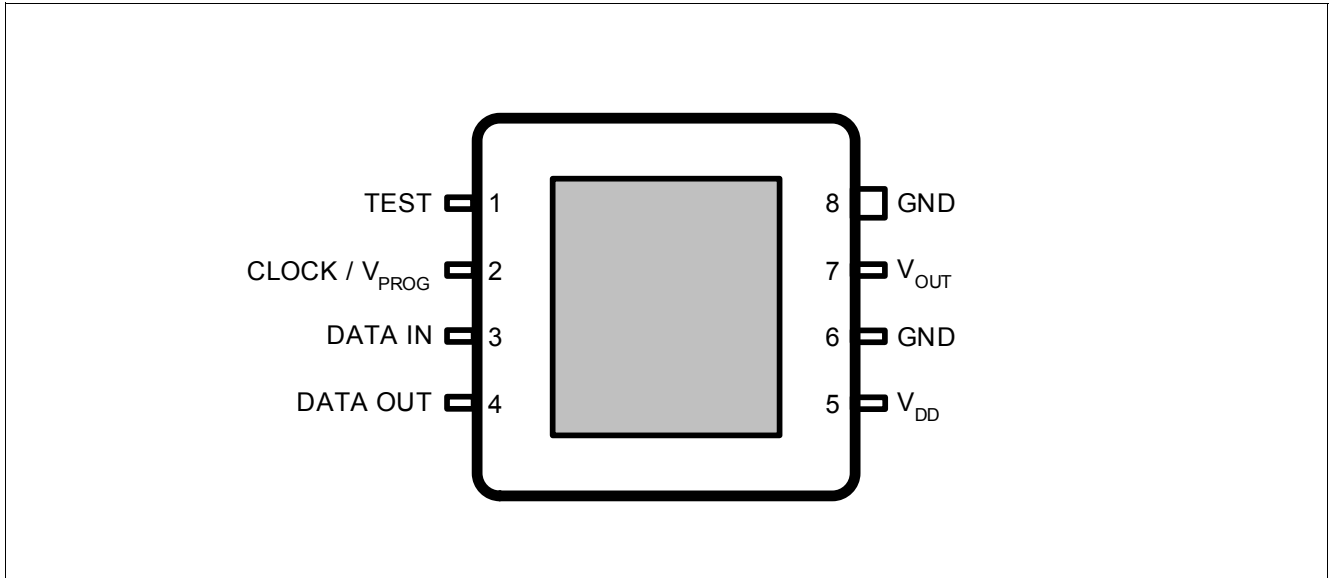 TEST 1 8 GND
CLOCK / VPROG 2 7 VOUT
DATA IN 3 6 GND
DATA OUT 4 5 VDD